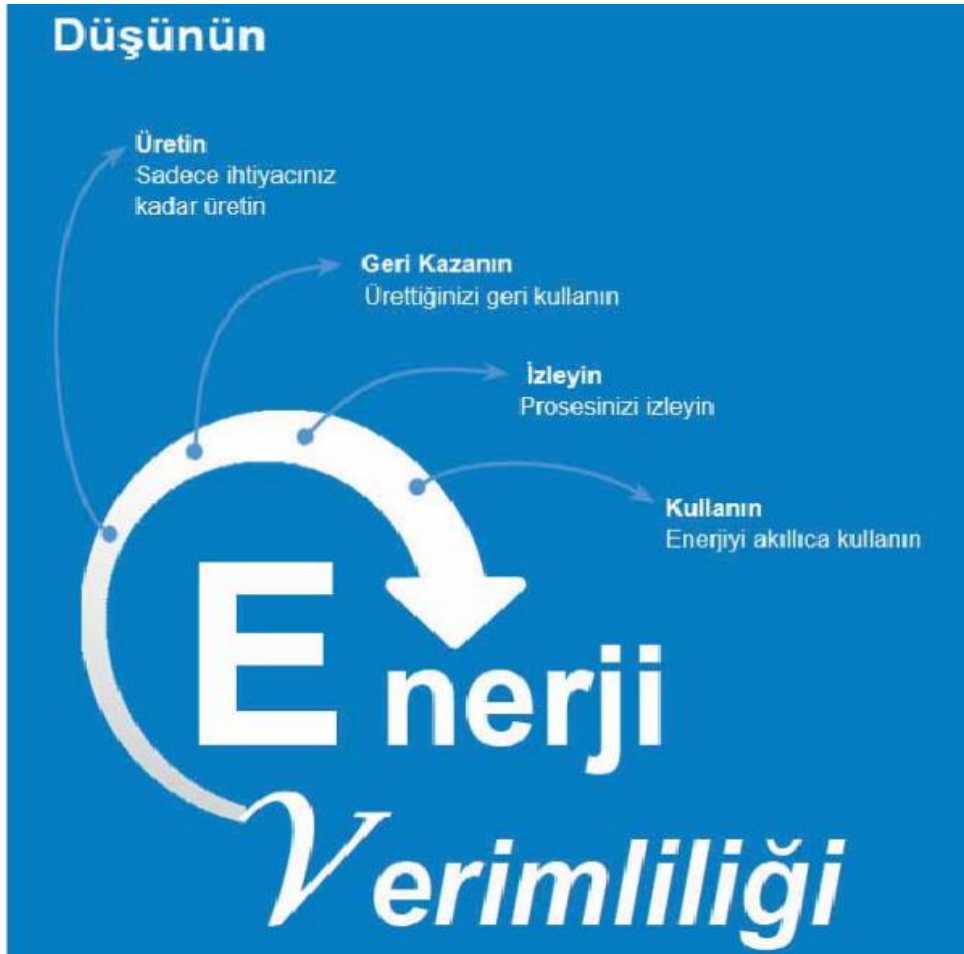 Düşünün
Üretin
Sadece ihtiyacınız
kadar üretin
Geri Kazanın
Ürettiğinizi geri kullanın
İzleyin
Prosesinizi izleyin
Kullanın
Enerjiyi akıllıca kullanın
Enerji
Verimliliği